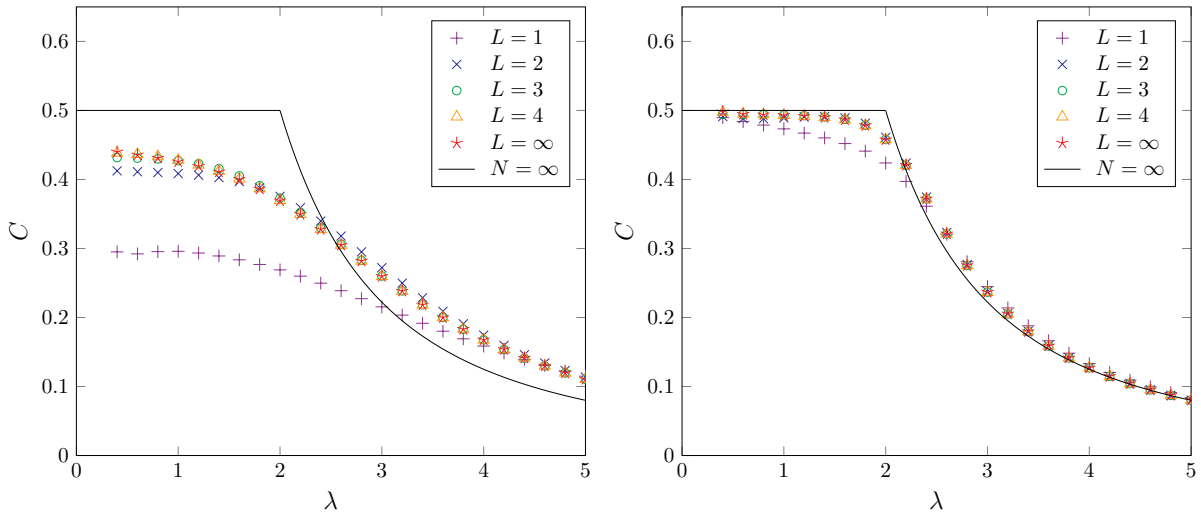 0.6
0.5
0.4
0.3
0.2
0.1
0
C
0 1 2 3 4 5
λ
L = 1
L = 2
L = 3
L = 4
L = ∞
N = ∞
0.6
0.5
0.4
0.3
0.2
0.1
0
C
0 1 2 3 4 5
λ
L = 1
L = 2
L = 3
L = 4
L = ∞
N = ∞